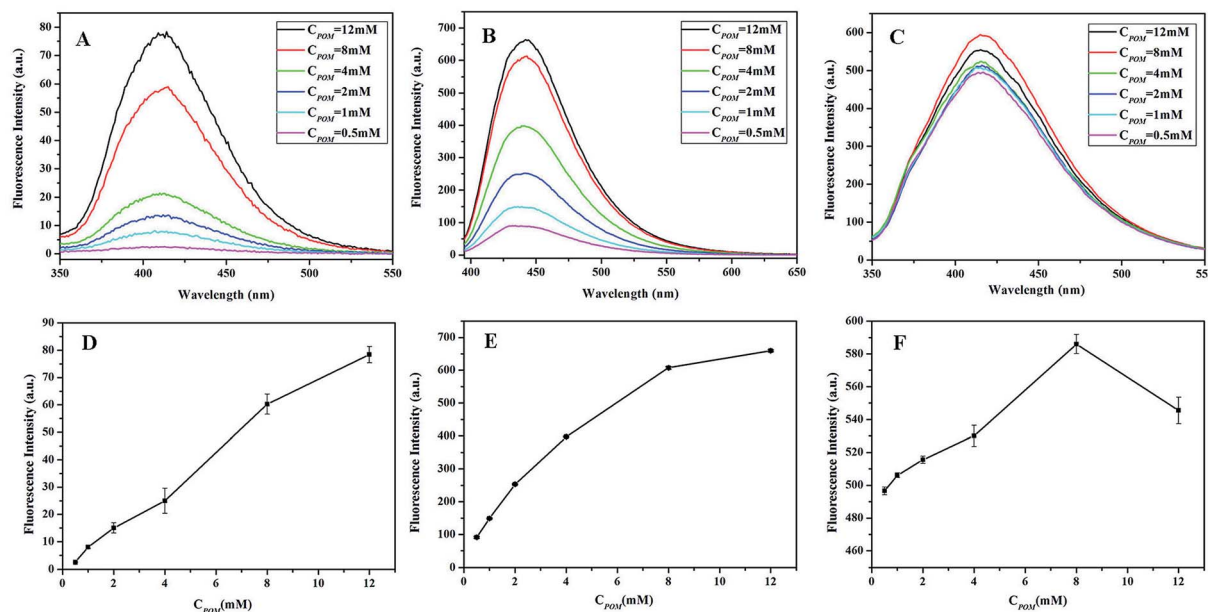 A
C_POM=12mM
C_POM=8mM
C_POM=4mM
C_POM=2mM
C_POM=1mM
C_POM=0.5mM
80
70
60
50
40
30
20
10
0
350
400
450
500
550
Fluorescence Intensity (a.u.)
Wavelength (nm)
B
C_POM=12mM
C_POM=8mM
C_POM=4mM
C_POM=2mM
C_POM=1mM
C_POM=0.5mM
700
600
500
400
300
200
100
0
400
450
500
550
600
650
Fluorescence Intensity (a.u.)
Wavelength (nm)
C
C_POM=12mM
C_POM=8mM
C_POM=4mM
C_POM=2mM
C_POM=1mM
C_POM=0.5mM
600
550
500
450
400
350
300
250
200
150
100
50
0
350
400
450
500
55
Fluorescence Intensity (a.u.)
Wavelength (nm)
D
90
80
70
60
50
40
30
20
10
0
0
2
4
6
8
10
12
Fluorescence Intensity (a.u.)
C_POM(mM)
E
700
600
500
400
300
200
100
0
0
2
4
6
8
10
12
Fluorescence Intensity (a.u.)
C_POM(mM)
F
600
580
560
540
520
500
480
460
0
2
4
6
8
10
12
Fluorescence Intensity (a.u.)
C_POM(mM)